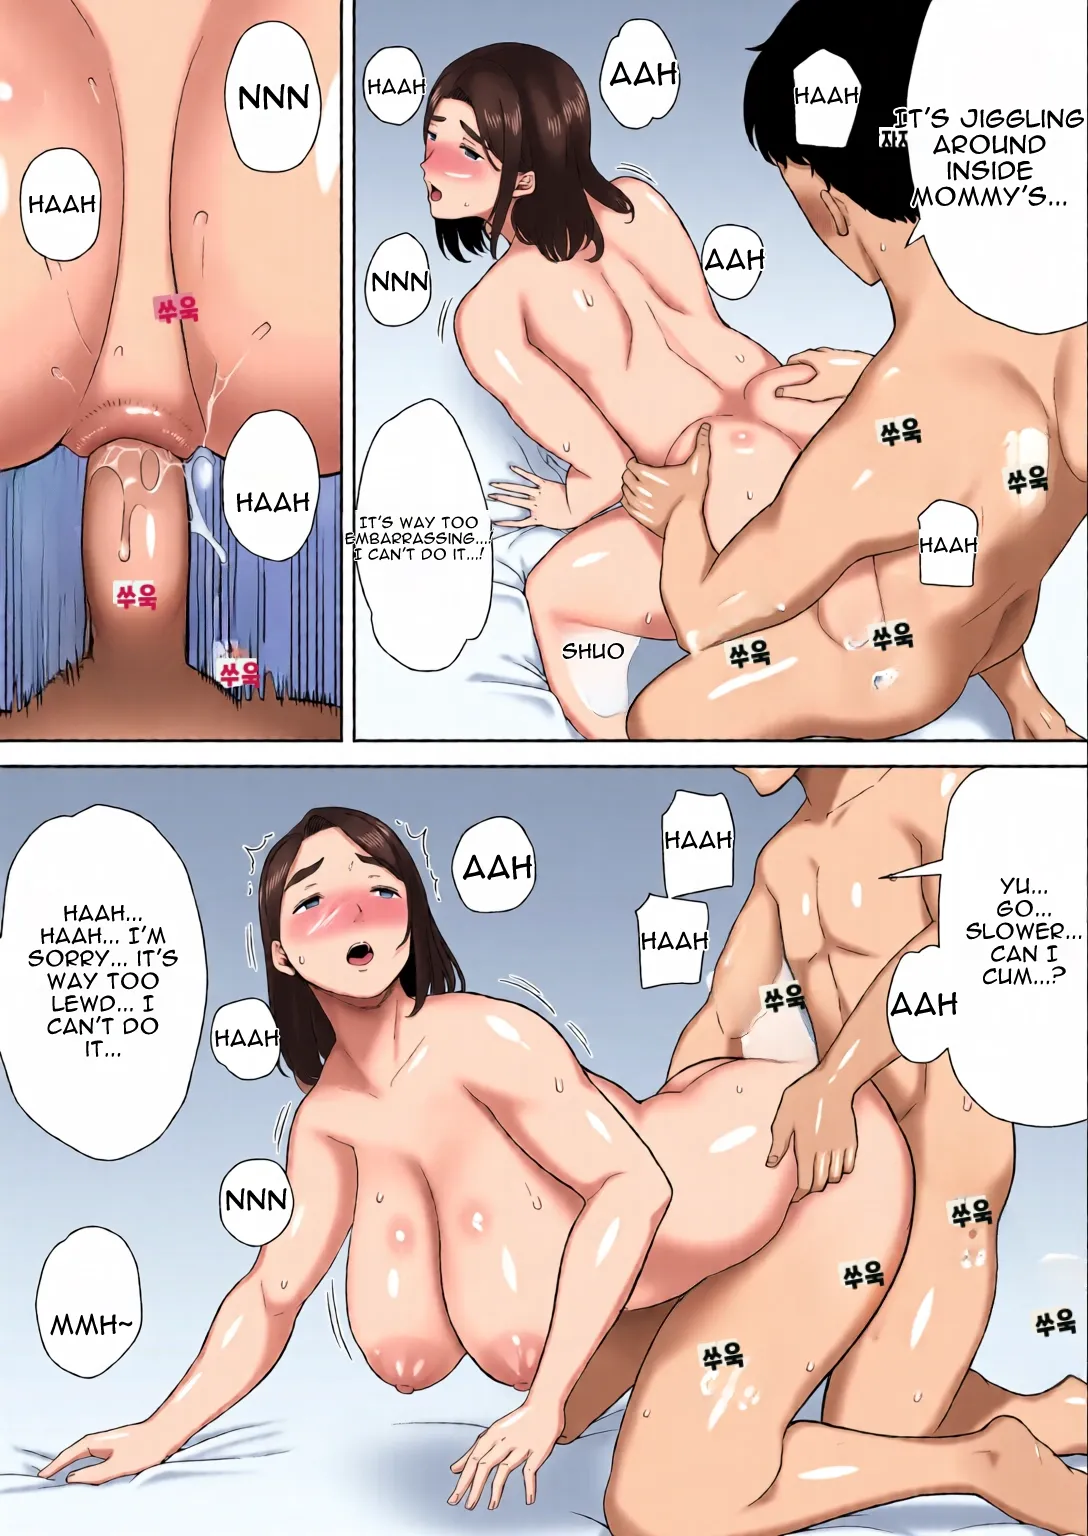 NNN
HAAH
쑤욱
HAAH
쑤욱
쑤욱
HAAH
AAH
HAAH
IT'S JIGGLING
AROUND
INSIDE
MOMMY'S...
NNN
AAH
쑤욱
쑤욱
IT'S WAY TOO
EMBARRASSING...!
I CAN'T DO IT...!
HAAH
SHUO
쑤욱
쑤욱
HAAH...
HAAH... I'M
SORRY... IT'S
WAY TOO
LEWD... I
CAN'T DO
IT...
AAH
HAAH
HAAH
YU...
GO...
SLOWER...
CAN I
CUM...?
AAH
쑤욱
HAAH
NNN
MMH~
쑤욱
쑤욱
쑤욱
쑤욱